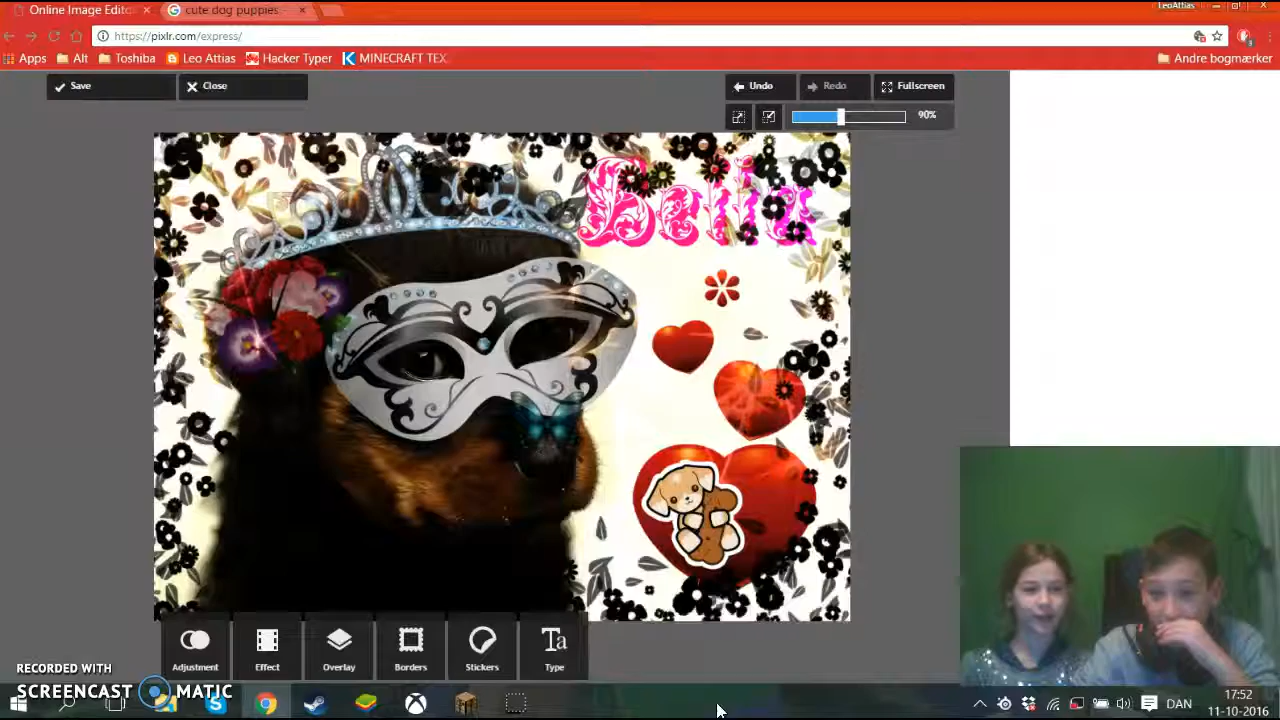 LeoAttias
Online Image Edito
cute dog puppies -
https://pixlr.com/express/
Apps
Alt
Toshiba
Leo Attias
Hacker Typer
MINECRAFT TEX
Andre bogmærker
Save
Close
Undo
Redo
Fullscreen
90%
Bella
Adjustment
Effect
Overlay
Borders
Stickers
Ta
Type
RECORDED WITH
SCREENCAST MATIC
DAN
17:52
11-10-2016